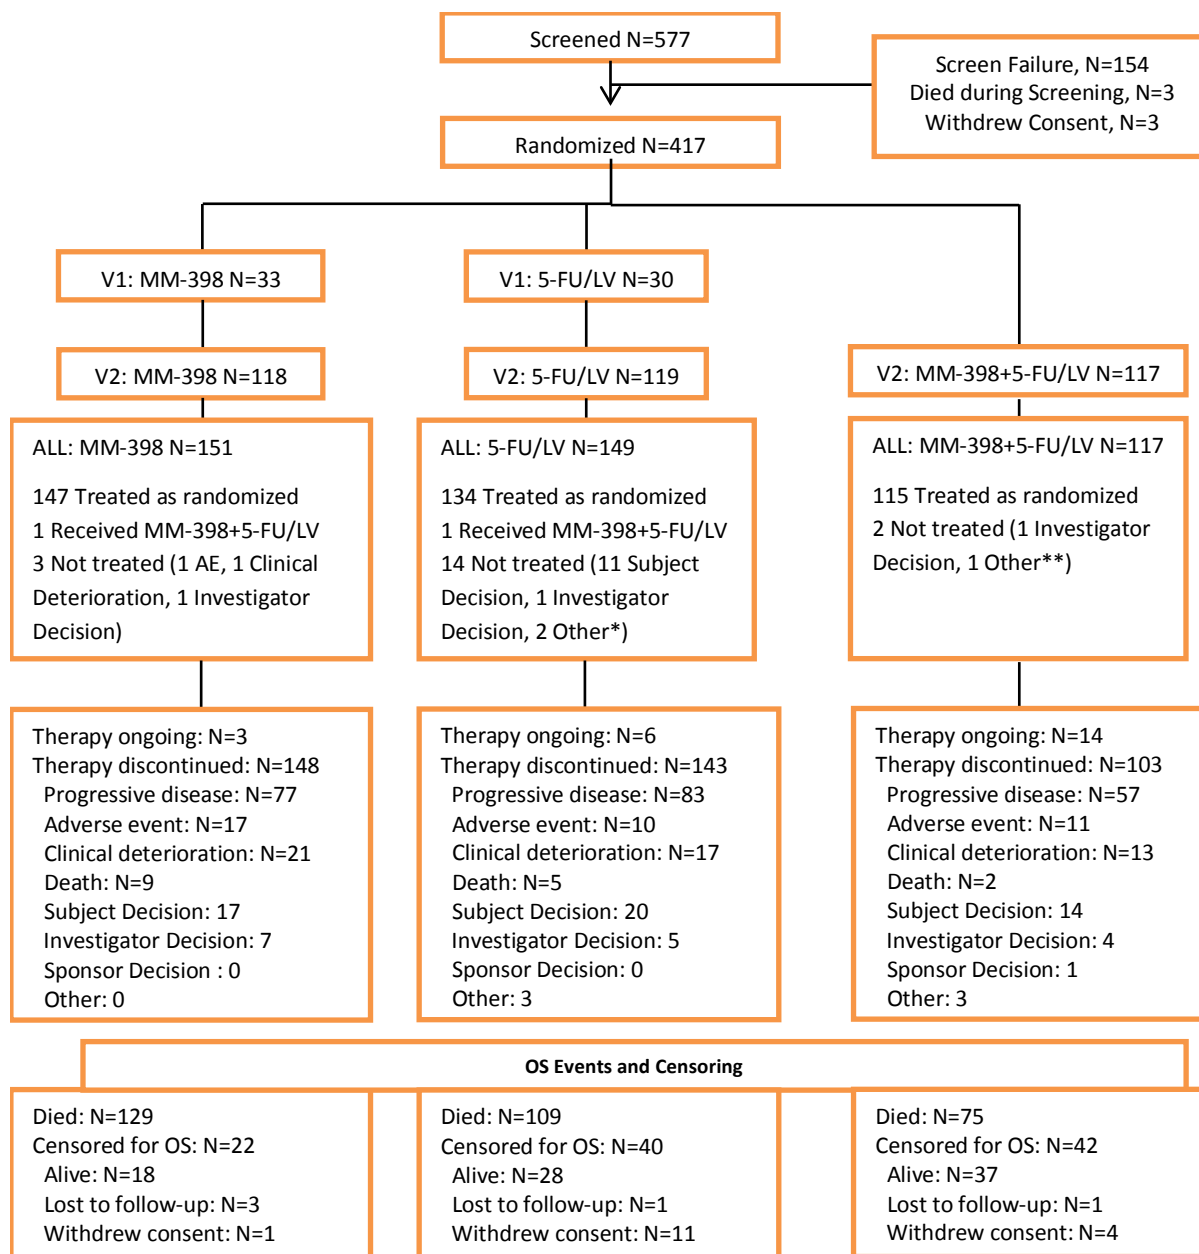 Screened N=577
Screen Failure, N=154
Died during Screening, N=3
Withdrew Consent, N=3
Randomized N=417
V1: MM-398 N=33
V1: 5-FU/LV N=30
V2: MM-398 N=118
V2: 5-FU/LV N=119
V2: MM-398+5-FU/LV N=117
ALL: MM-398 N=151
147 Treated as randomized
1 Received MM-398+5-FU/LV
3 Not treated (1 AE, 1 Clinical
Deterioration, 1 Investigator
Decision)
ALL: 5-FU/LV N=149
134 Treated as randomized
1 Received MM-398+5-FU/LV
14 Not treated (11 Subject
Decision, 1 Investigator
Decision, 2 Other*)
ALL: MM-398+5-FU/LV N=117
115 Treated as randomized
2 Not treated (1 Investigator
Decision, 1 Other**)
Therapy ongoing: N=3
Therapy discontinued: N=148
Progressive disease: N=77
Adverse event: N=17
Clinical deterioration: N=21
Death: N=9
Subject Decision: 17
Investigator Decision: 7
Sponsor Decision : 0
Other: 0
Therapy ongoing: N=6
Therapy discontinued: N=143
Progressive disease: N=83
Adverse event: N=10
Clinical deterioration: N=17
Death: N=5
Subject Decision: 20
Investigator Decision: 5
Sponsor Decision: 0
Other: 3
Therapy ongoing: N=14
Therapy discontinued: N=103
Progressive disease: N=57
Adverse event: N=11
Clinical deterioration: N=13
Death: N=2
Subject Decision: 14
Investigator Decision: 4
Sponsor Decision: 1
Other: 3
OS Events and Censoring
Died: N=129
Censored for OS: N=22
Alive: N=18
Lost to follow-up: N=3
Withdrew consent: N=1
Died: N=109
Censored for OS: N=40
Alive: N=28
Lost to follow-up: N=1
Withdrew consent: N=11
Died: N=75
Censored for OS: N=42
Alive: N=37
Lost to follow-up: N=1
Withdrew consent: N=4